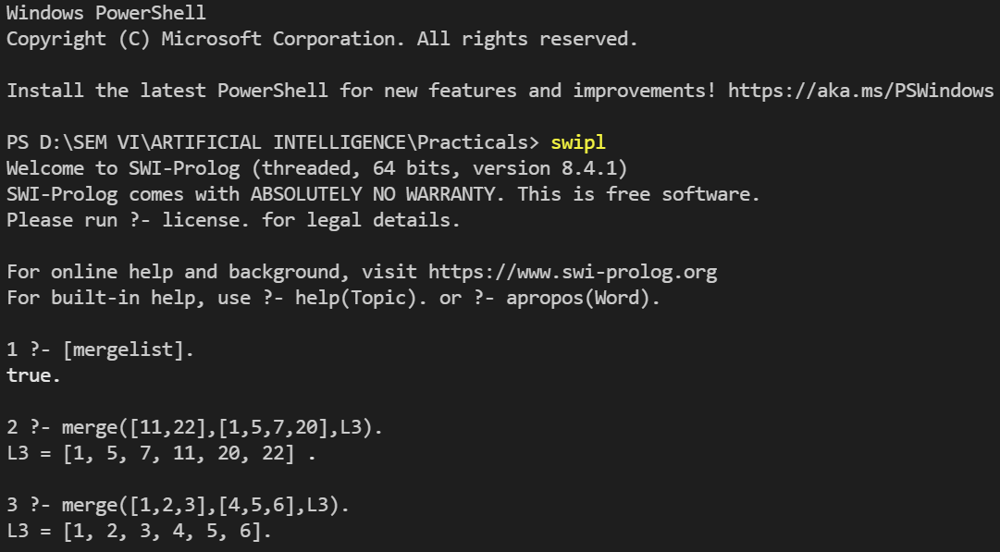 Windows PowerShell
Copyright (C) Microsoft Corporation. All rights reserved.
Install the latest PowerShell for new features and improvements! https://aka.ms/PSWindows
PS D:\SEM VI\ARTIFICIAL INTELLIGENCE\Practicals> swipl
Welcome to SWI-Prolog (threaded, 64 bits, version 8.4.1)
SWI-Prolog comes with ABSOLUTELY NO WARRANTY. This is free software.
Please run ?- license. for legal details.
For online help and background, visit https://www.swi-prolog.org
For built-in help, use ?- help(Topic). or ?- apropos(Word).
1 ?- [mergelist].
true.
2 ?- merge([11,22],[1,5,7,20],L3).
L3 = [1, 5, 7, 11, 20, 22] .
3 ?- merge([1,2,3],[4,5,6],L3).
L3 = [1, 2, 3, 4, 5, 6].